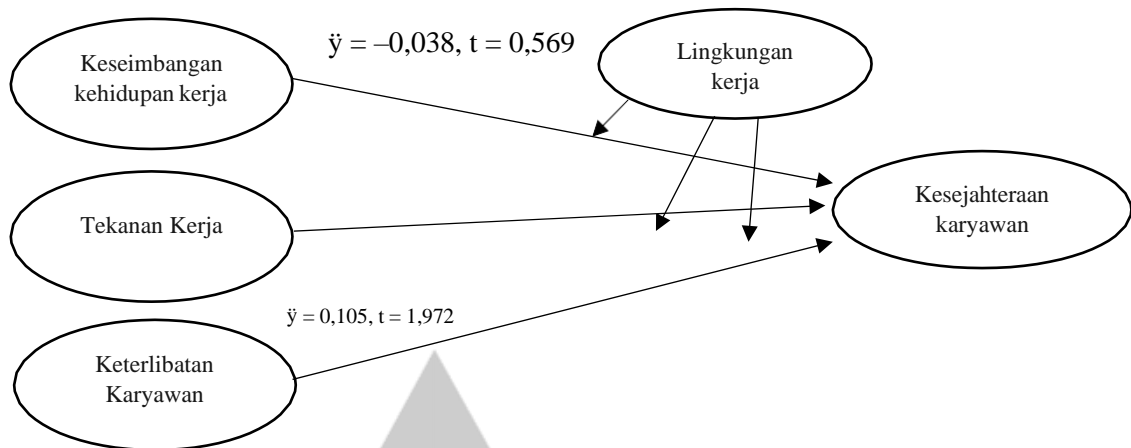 ÿ = –0,038, t = 0,569
Keseimbangan
kehidupan kerja
Lingkungan
kerja
Tekanan Kerja
Kesejahteraan
karyawan
ÿ = 0,105, t = 1,972
Keterlibatan
Karyawan